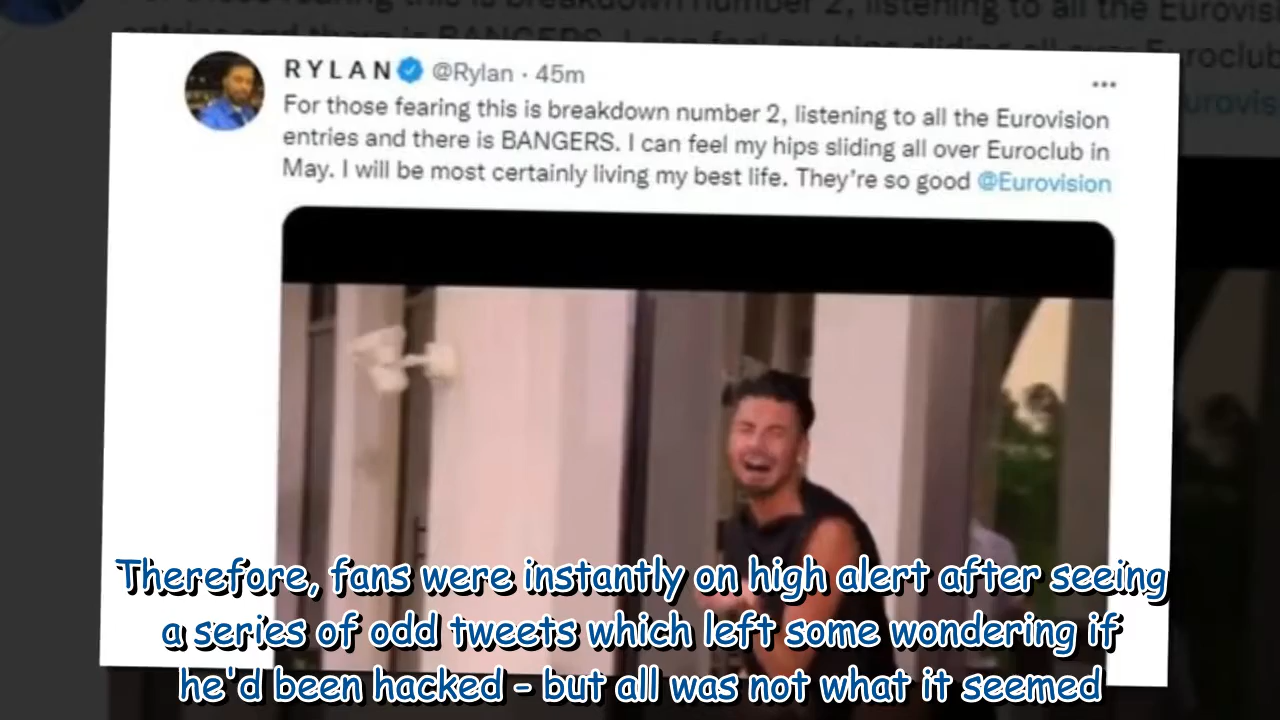 RYLAN @Rylan · 45m
For those fearing this is breakdown number 2, listening to all the Eurovision
entries and there is BANGERS. I can feel my hips sliding all over Euroclub in
May. I will be most certainly living my best life. They're so good @Eurovision
Therefore, fans were instantly on high alert after seeing
a series of odd tweets which left some wondering if
he'd been hacked - but all was not what it seemed